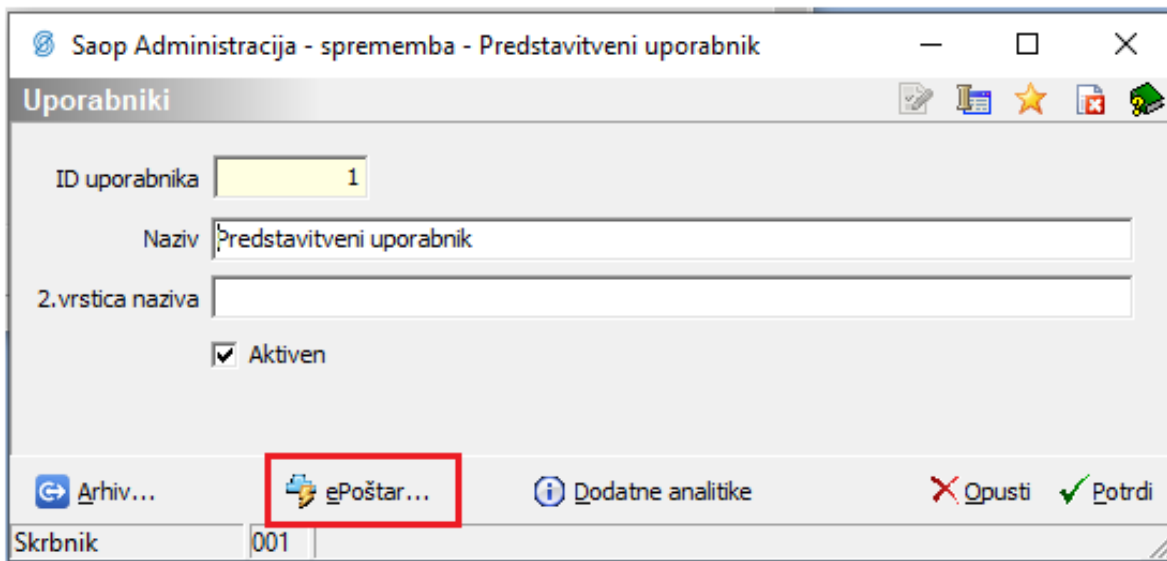 Saop Administracija - sprememba - Predstavitveni uporabnik
Uporabniki
ID uporabnika 1
Naziv Predstavitveni uporabnik
2.vrstica naziva
Aktiven
Arhiv... ePoštar... Dodatne analitike Opusti Potrdi
Skrbnik 001